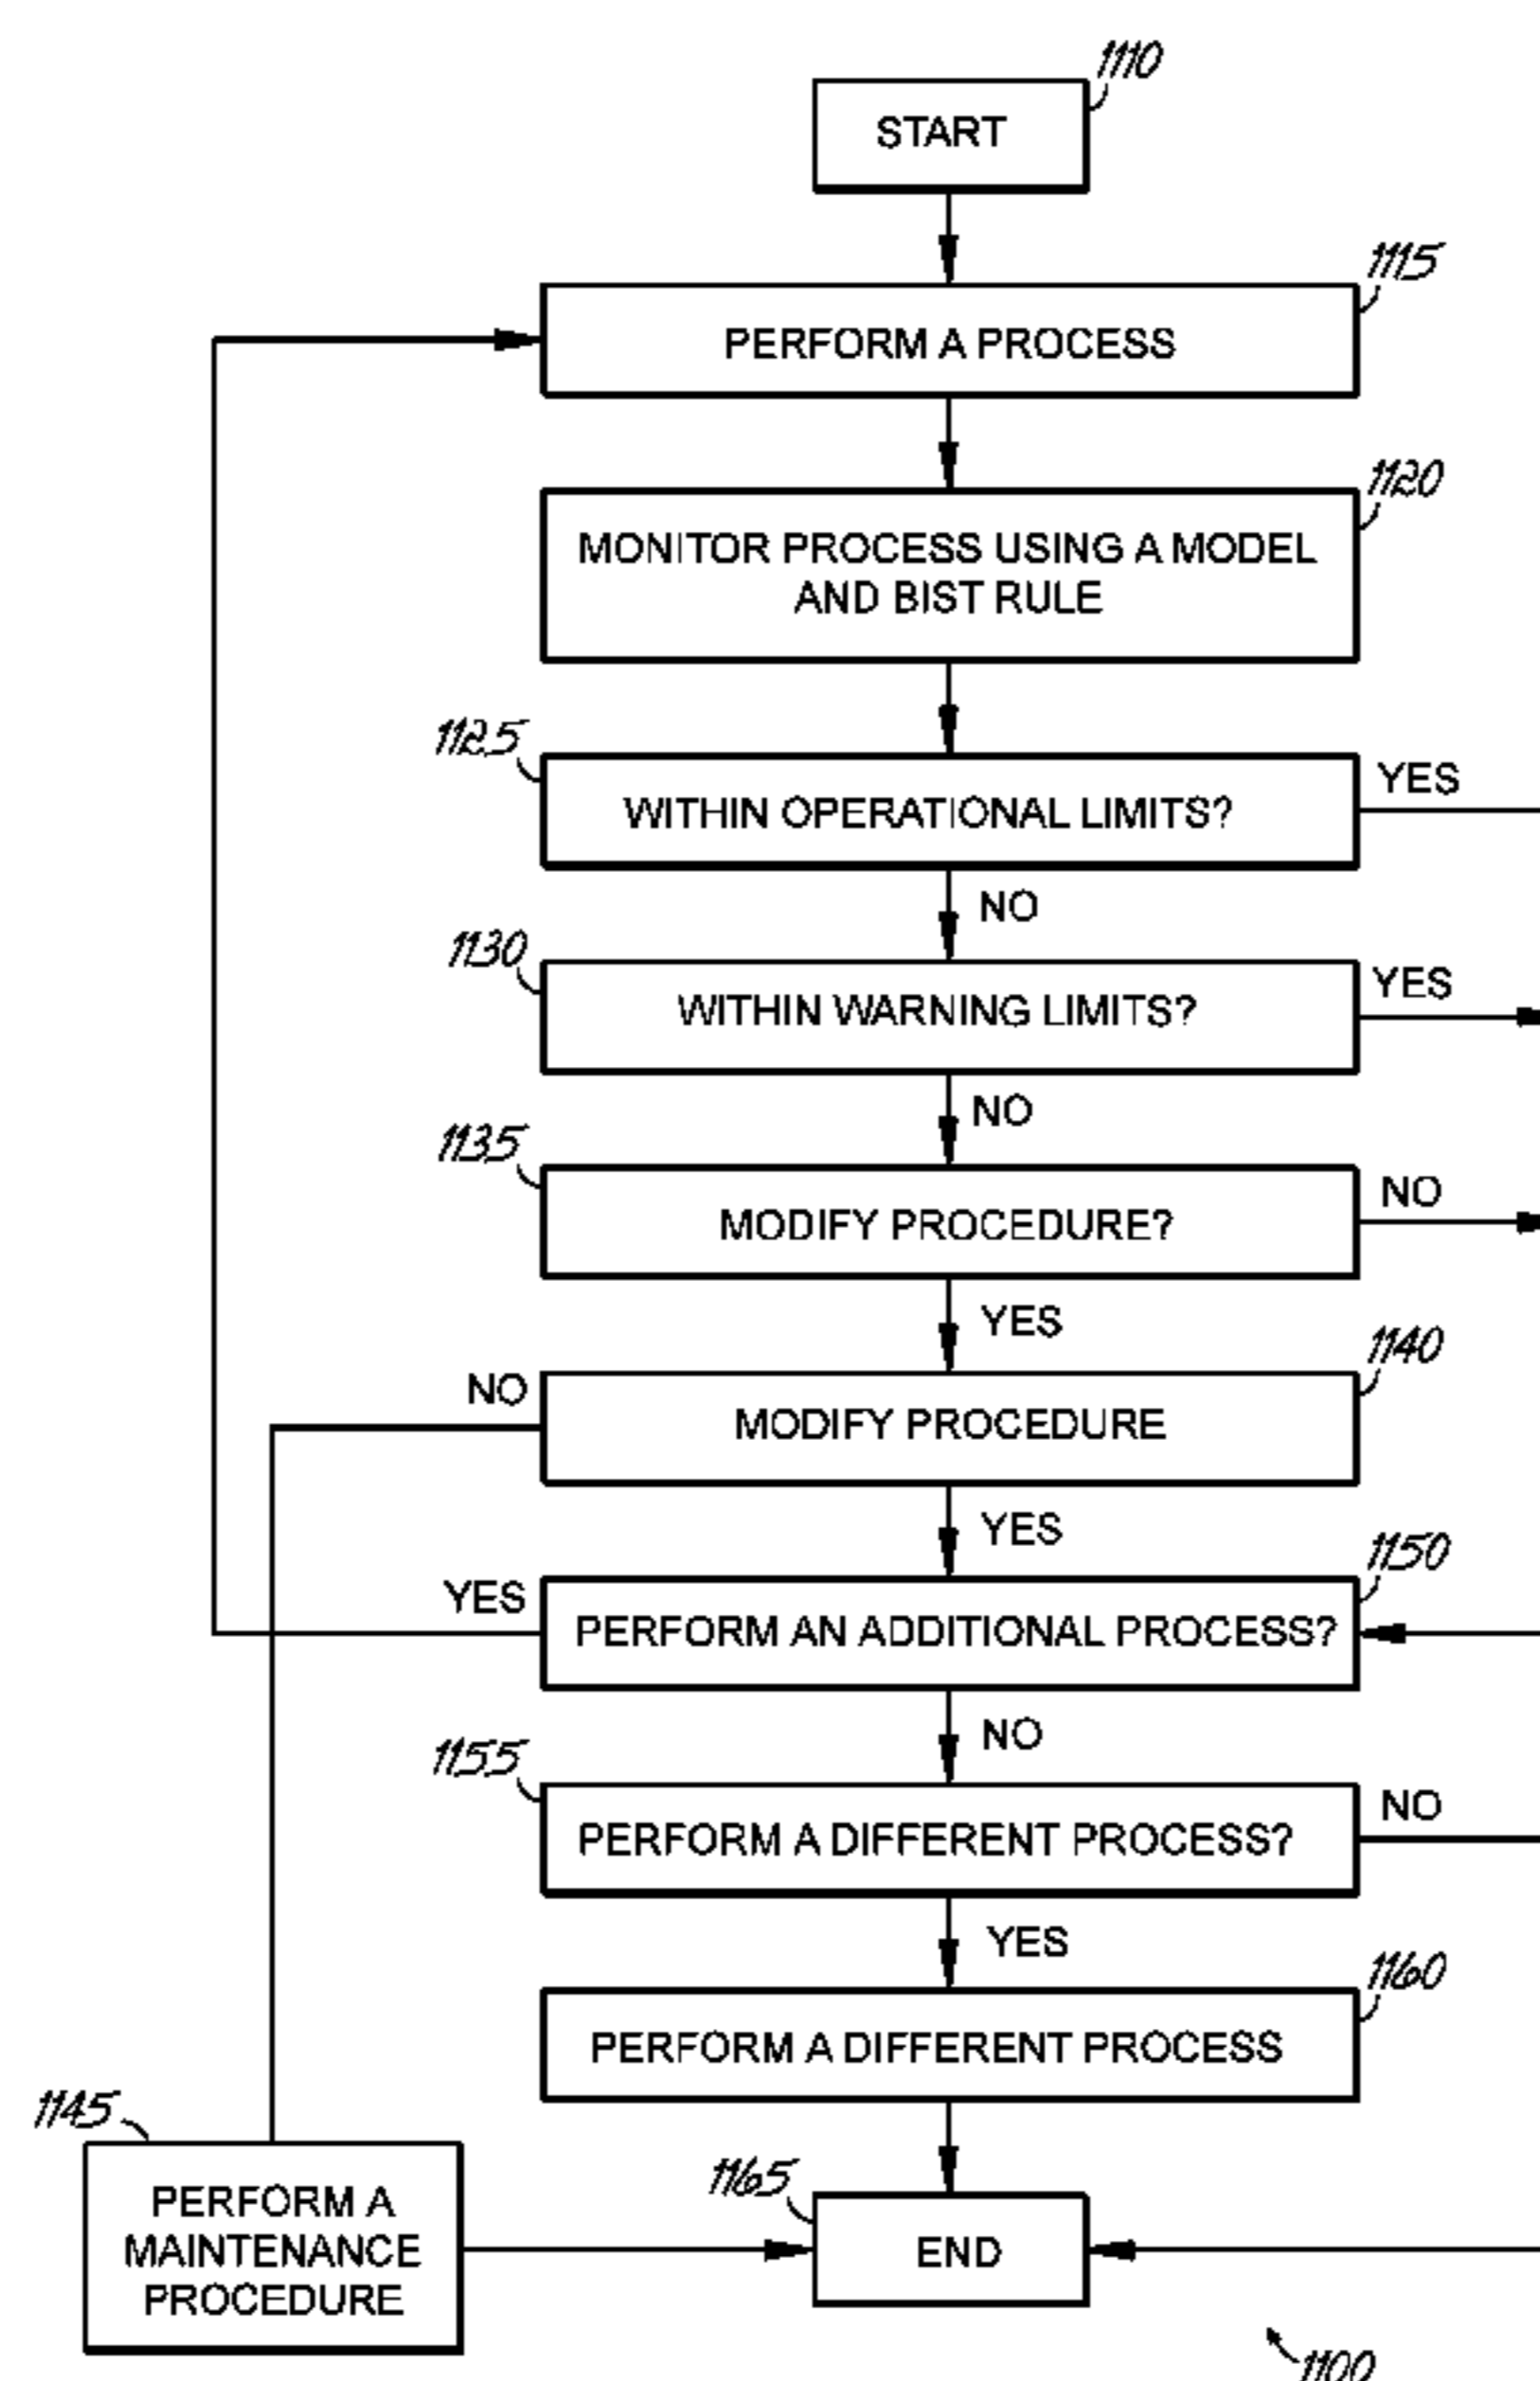 1110
START
1115
PERFORM A PROCESS
1120
MONITOR PROCESS USING A MODEL
AND BIST RULE
1125
YES
WITHIN OPERATIONAL LIMITS?
NO
1130
YES
WITHIN WARNING LIMITS?
NO
1135
NO
MODIFY PROCEDURE?
YES
1140
NO
MODIFY PROCEDURE
YES
1150
YES
PERFORM AN ADDITIONAL PROCESS?
NO
1155
NO
PERFORM A DIFFERENT PROCESS?
YES
1160
PERFORM A DIFFERENT PROCESS
1145
PERFORM A
MAINTENANCE
PROCEDURE
1165
END
1100